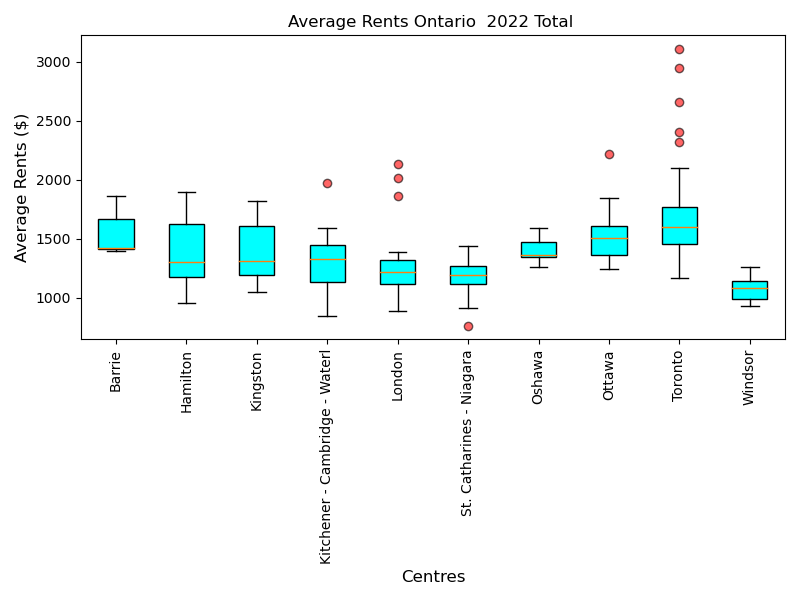 Average Rents Ontario  2022 Total
Average Rents ($)
3000
2500
2000
1500
1000
Barrie
Hamilton
Kingston
Kitchener - Cambridge - Waterl
London
St. Catharines - Niagara
Oshawa
Ottawa
Toronto
Windsor
Centres